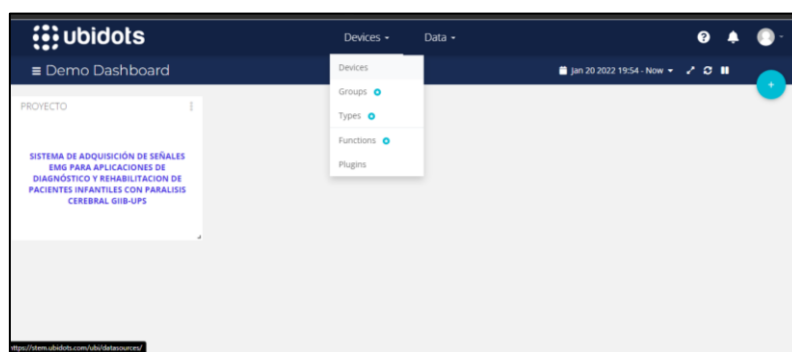 ubidots
Devices
Data
Demo Dashboard
Jan 20 2022 19:54 - Now
Devices
Groups
Types
Functions
Plugins
PROYECTO
SISTEMA DE ADQUISICIÓN DE SEÑALES
EMG PARA APLICACIONES DE
DIAGNÓSTICO Y REHABILITACION DE
PACIENTES INFANTILES CON PARALISIS
CEREBRAL GIIB-UPS
https://stem.ubidots.com/ubi/datasources/